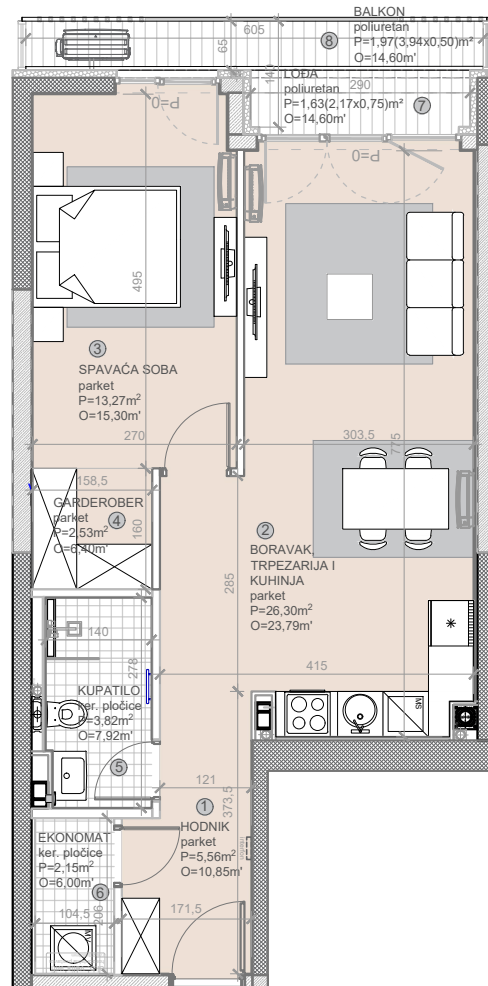 BALKON
poliuretan
P=1,97(3,94x0,50)m²
O=14,60m'
8
605
65
140
LOĐA
poliuretan
P=1,63(2,17x0,75)m²
O=14,60m'
290
7
P=0
P=0
495
3
SPAVAĆA SOBA
parket
P=13,27m²
O=15,30m'
270
303,5
775
158,5
GARDEROBER
parket
P=2,53m²
O=6,40m'
4
160
2
BORAVAK,
TRPEZARIJA I
KUHINJA
parket
P=26,30m²
O=23,79m'
285
140
278
415
KUPATILO
ker. pločice
P=3,82m²
O=7,92m'
5
MS
121
373,5
1
HODNIK
parket
P=5,56m²
O=10,85m'
EKONOMAT
ker. pločice
P=2,15m²
O=6,00m'
6
104,5
206
171,5